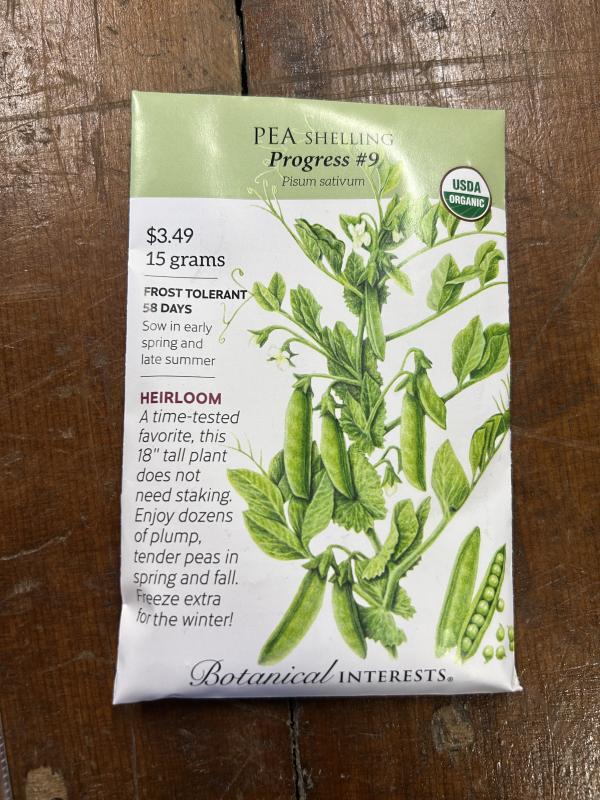 PEA SHELLING
Progress #9
Pisum sativum
USDA
ORGANIC
$3.49
15 grams
FROST TOLERANT
58 DAYS
Sow in early
spring and
late summer
HEIRLOOM
A time-tested
favorite, this
18" tall plant
does not
need staking.
Enjoy dozens
of plump,
tender peas in
spring and fall.
Freeze extra
for the winter!
Botanical INTERESTS®